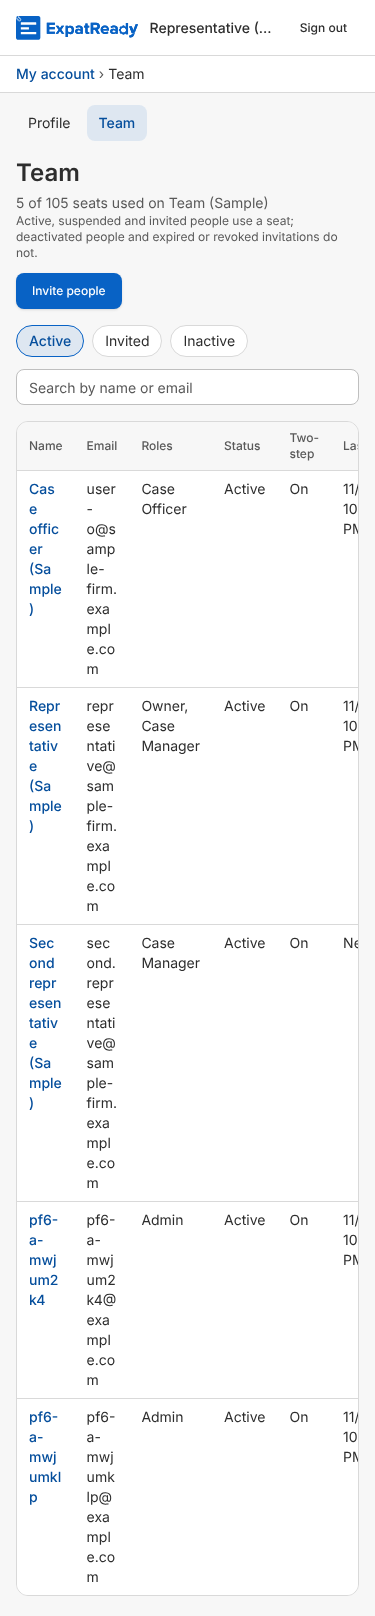 ExpatReady Representative (... Sign out
My account › Team
Profile Team
Team
5 of 105 seats used on Team (Sample)
Active, suspended and invited people use a seat;
deactivated people and expired or revoked invitations do
not.
Invite people
Active Invited Inactive
Search by name or email
Name Email Roles Status Two-
step
Cas
e
offic
er
(Sa
mple
)
user
-
o@s
amp
le-
firm.
exa
mpl
e.co
m
Case
Officer
Active
On
11/
10
PM
Repr
esen
tativ
e
(Sa
mple
)
repr
ese
ntati
ve@
sam
ple-
firm.
exa
mpl
e.co
m
Owner,
Case
Manager
Active
On
11/
10
PM
Sec
ond
repr
esen
tativ
e
(Sa
mple
)
sec
ond.
repr
ese
ntati
ve@
sam
ple-
firm.
exa
mpl
e.co
m
Case
Manager
Active
On
Ne
pf6-
a-
mwj
um2
k4
pf6-
a-
mwj
um2
k4@
exa
mpl
e.co
m
Admin
Active
On
11/
10
PM
pf6-
a-
mwj
umkl
p
pf6-
a-
mwj
umk
lp@
exa
mpl
e.co
m
Admin
Active
On
11/
10
PM